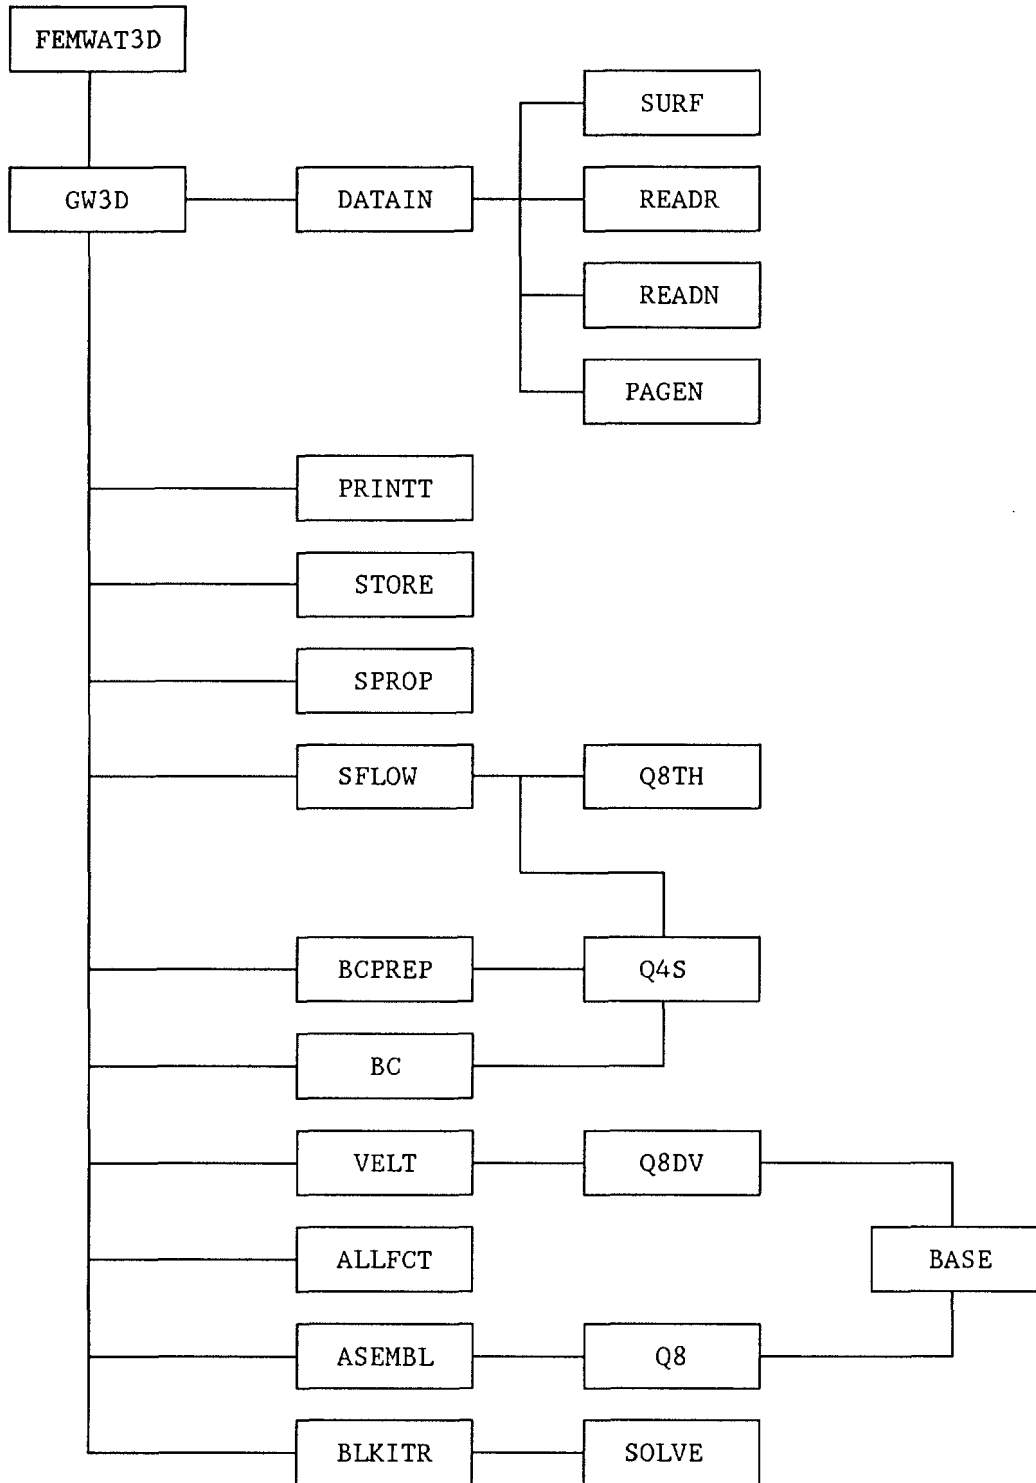 FEMWAT3D
SURF
GW3D
DATAIN
READR
READN
PAGEN
PRINTT
STORE
SPROP
SFLOW
Q8TH
BCPREP
Q4S
BC
VELT
Q8DV
ALLFCT
BASE
ASEMBL
Q8
BLKITR
SOLVE